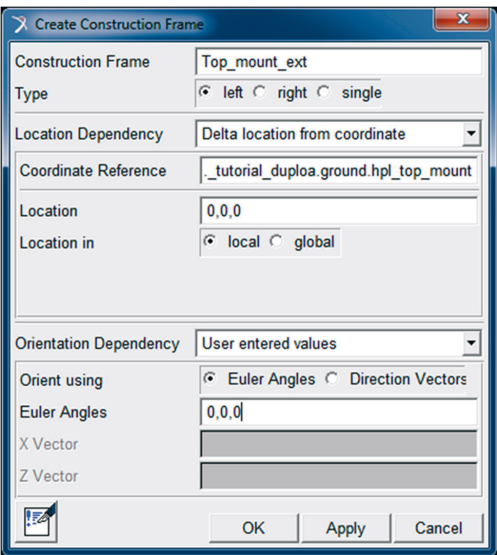 Create Construction Frame
x
Construction Frame Top_mount_ext
Type left right single
Location Dependency Delta location from coordinate
Coordinate Reference ._tutorial_duploa.ground.hpl_top_mount
Location 0,0,0
Location in local global
Orientation Dependency User entered values
Orient using Euler Angles Direction Vectors
Euler Angles 0,0,0
X Vector
Z Vector
OK Apply Cancel